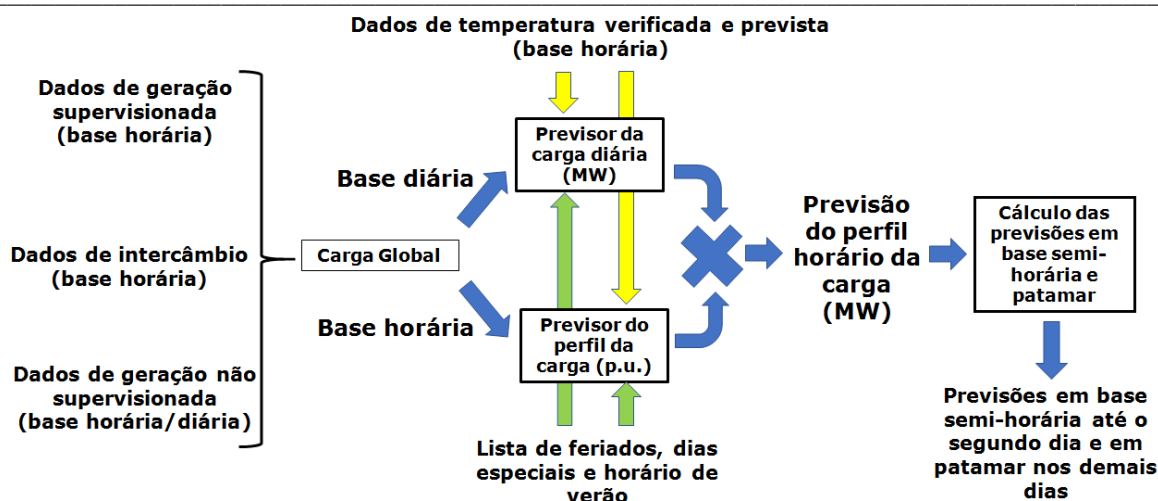 Dados de temperatura verificada e prevista
(base horária)
Dados de geração
supervisionada
(base horária)
Previsor da
carga diária
(MW)
Base diária
Previsão
do perfil
horário da
carga
(MW)
Cálculo das
previsões em
base semi-
horária e
patamar
Dados de intercâmbio
(base horária)
Carga Global
Base horária
Previsor do
perfil da
carga (p.u.)
Dados de geração não
supervisionada
(base horária/diária)
Lista de feriados, dias
especiais e horário de
verão
Previsões em base
semi-horária até o
segundo dia e em
patamar nos demais
dias